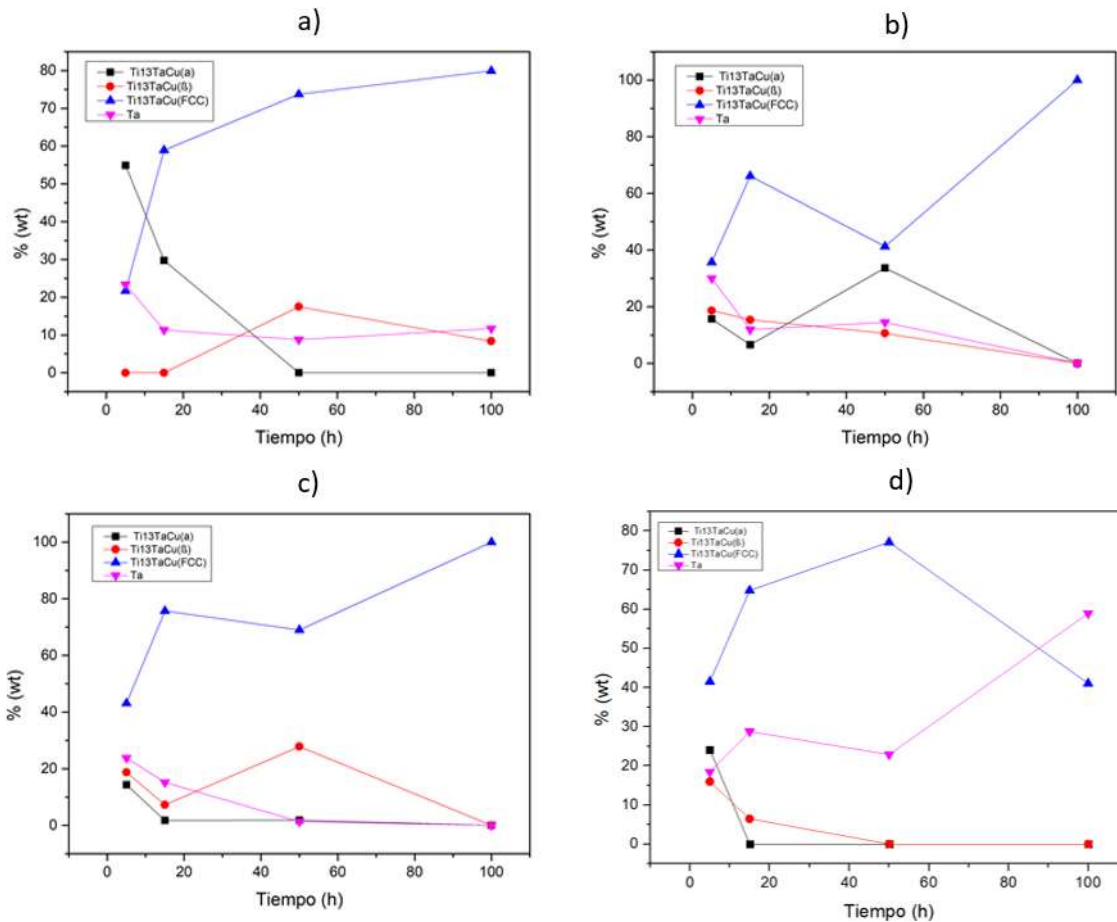 a)
Ti13TaCu(a)
Ti13TaCu(ß)
Ti13TaCu(FCC)
Ta
80
70
60
50
40
30
20
10
0
% (wt)
0 20 40 60 80 100
Tiempo (h)
b)
Ti13TaCu(a)
Ti13TaCu(ß)
Ti13TaCu(FCC)
Ta
100
80
60
40
20
0
% (wt)
0 20 40 60 80 100
Tiempo (h)
c)
Ti13TaCu(a)
Ti13TaCu(ß)
Ti13TaCu(FCC)
Ta
100
80
60
40
20
0
% (wt)
0 20 40 60 80 100
Tiempo (h)
d)
Ti13TaCu(a)
Ti13TaCu(ß)
Ti13TaCu(FCC)
Ta
80
70
60
50
40
30
20
10
0
% (wt)
0 20 40 60 80 100
Tiempo (h)